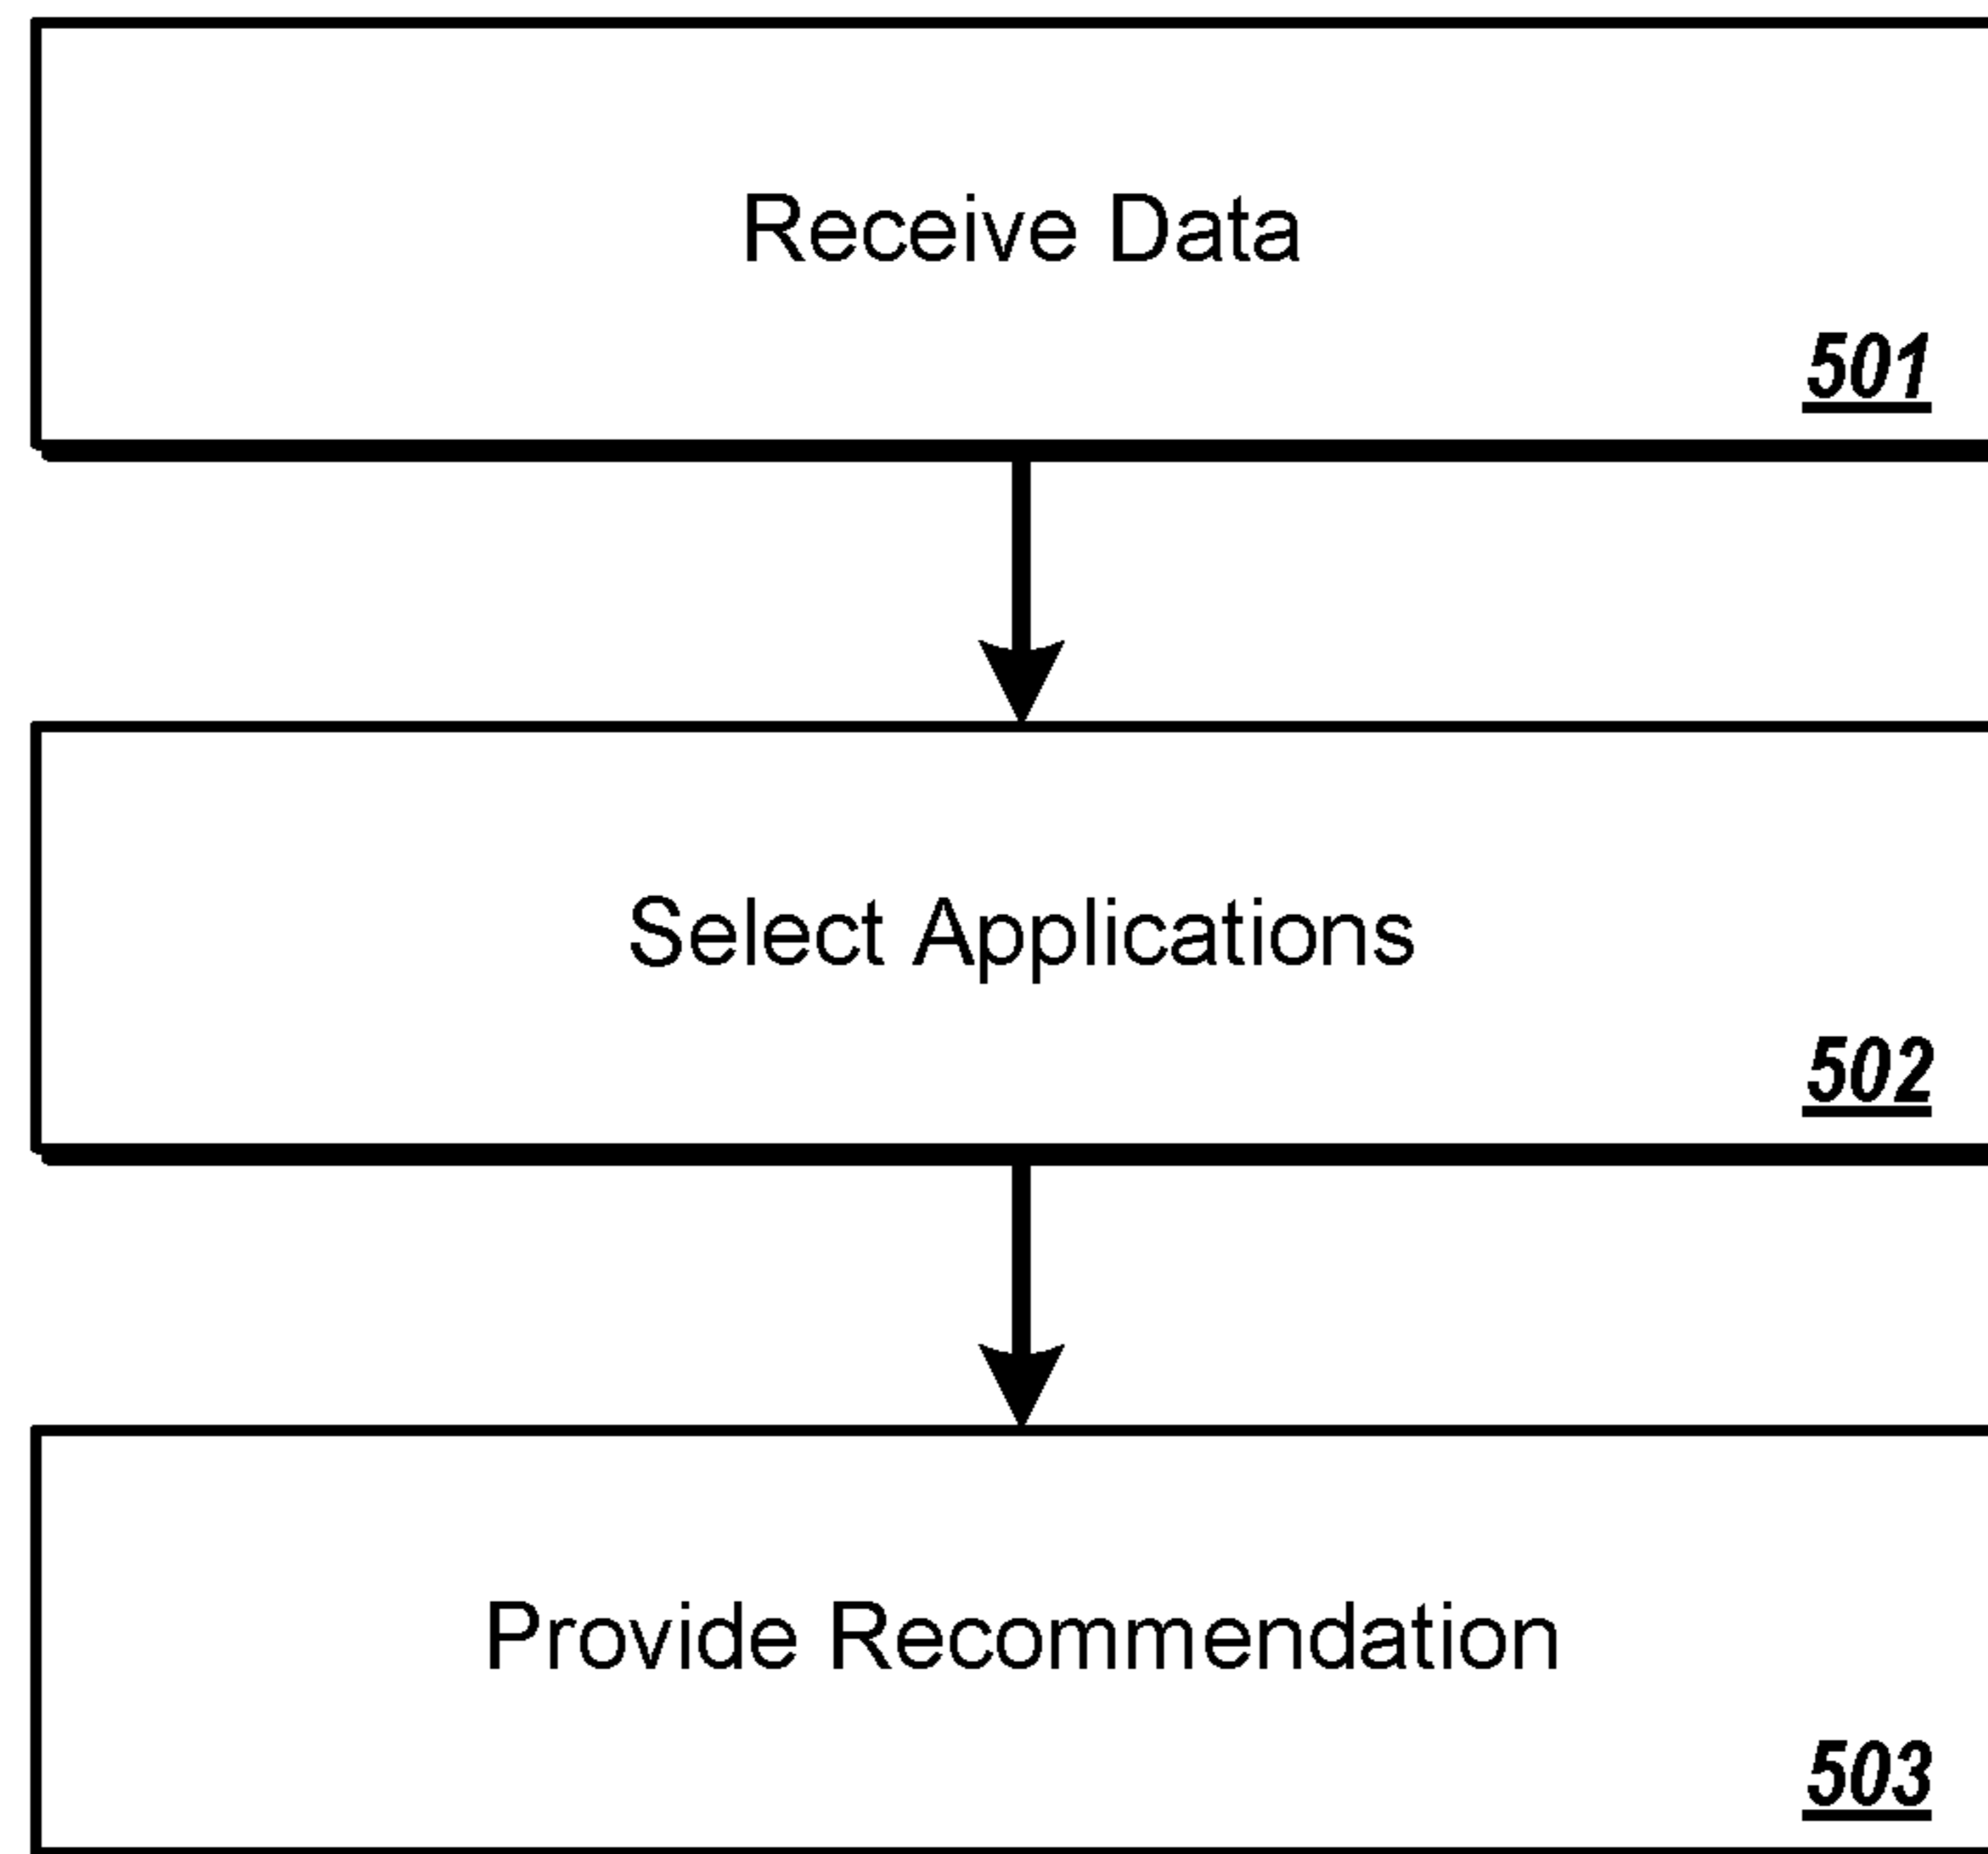 Receive Data
501
Select Applications
502
Provide Recommendation
503